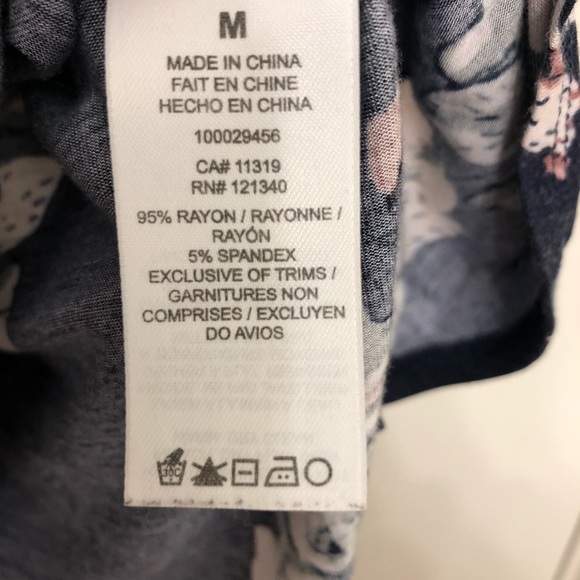 M
MADE IN CHINA
FAIT EN CHINE
HECHO EN CHINA
100029456
CA# 11319
RN# 121340
95% RAYON / RAYONNE /
RAYÓN
5% SPANDEX
EXCLUSIVE OF TRIMS /
GARNITURES NON
COMPRISES / EXCLUYEN
DO AVIOS
30C